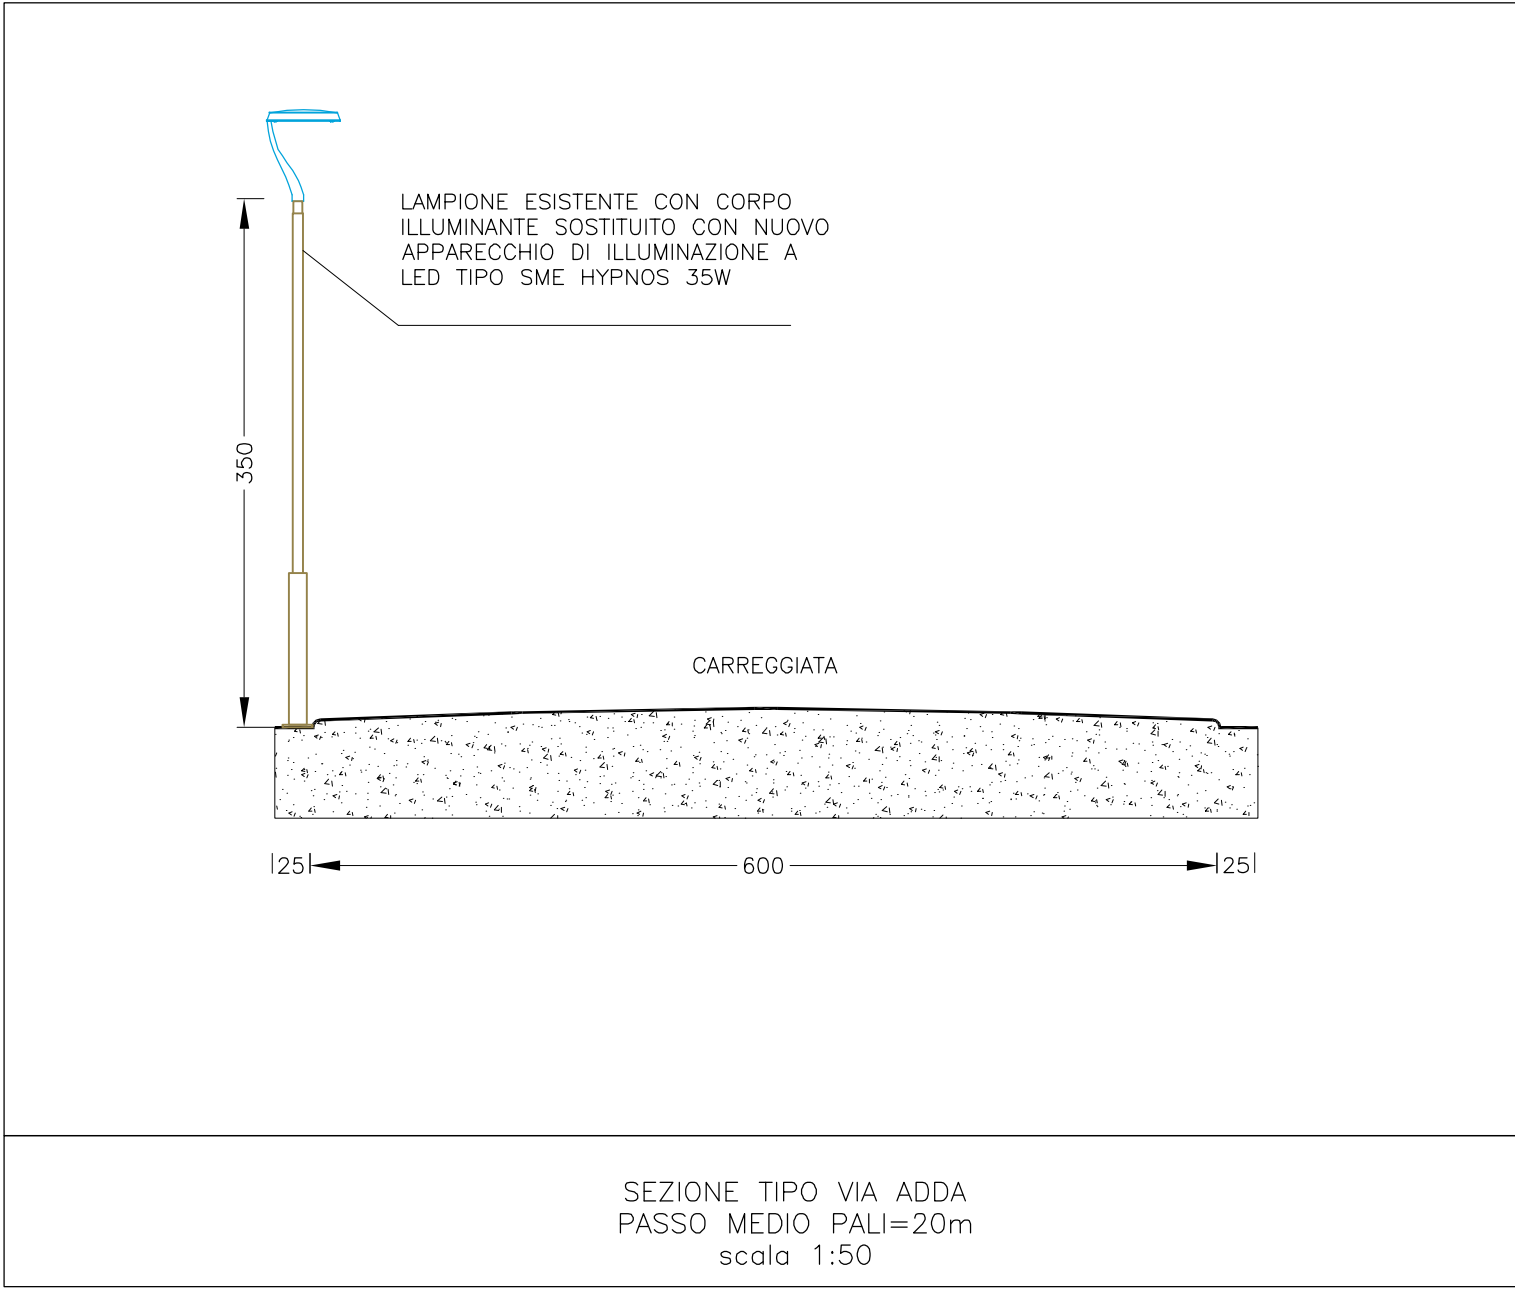 LAMPIONE ESISTENTE CON CORPO
ILLUMINANTE SOSTITUITO CON NUOVO
APPARECCHIO DI ILLUMINAZIONE A
LED TIPO SME HYPNOS 35W
350
CARREGGIATA
25 600 25
SEZIONE TIPO VIA ADDA
PASSO MEDIO PALI=20m
scala 1:50